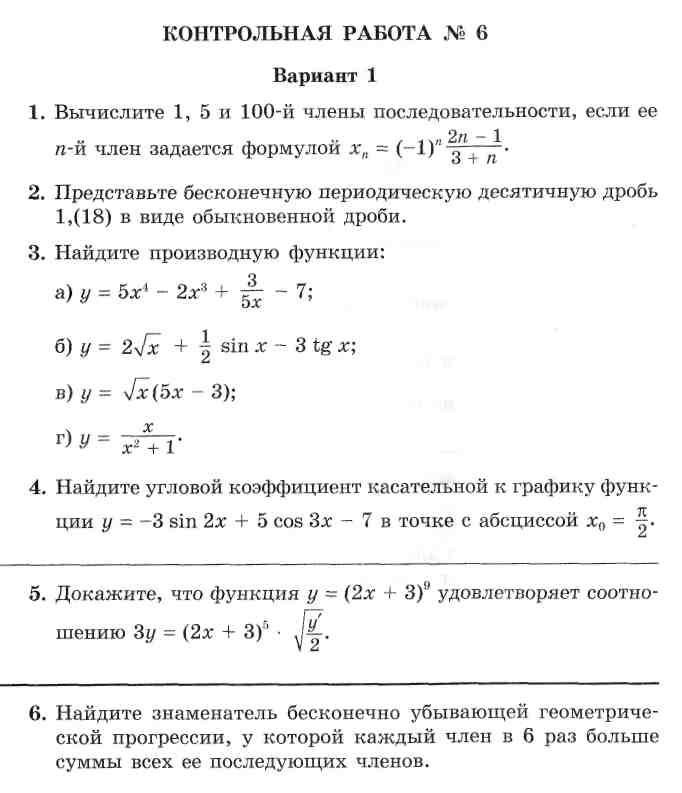 КОНТРОЛЬНАЯ РАБОТА № 6
Вариант 1
1. Вычислите 1, 5 и 100-й члены последовательности, если ее
n-й член задается формулой xₙ = (−1)ⁿ (2n − 1)/(3 + n).
2. Представьте бесконечную периодическую десятичную дробь
1,(18) в виде обыкновенной дроби.
3. Найдите производную функции:
а) y = 5x⁴ − 2x³ + 3/(5x) − 7;
б) y = 2√x + 1/2 sin x − 3 tg x;
в) y = √x(5x − 3);
г) y = x/(x² + 1).
4. Найдите угловой коэффициент касательной к графику функ-
ции y = −3 sin 2x + 5 cos 3x − 7 в точке с абсциссой x₀ = π/2.
5. Докажите, что функция y = (2x + 3)⁹ удовлетворяет соотно-
шению 3y = (2x + 3)⁵ · √(y′/2).
6. Найдите знаменатель бесконечно убывающей геометриче-
ской прогрессии, у которой каждый член в 6 раз больше
суммы всех ее последующих членов.